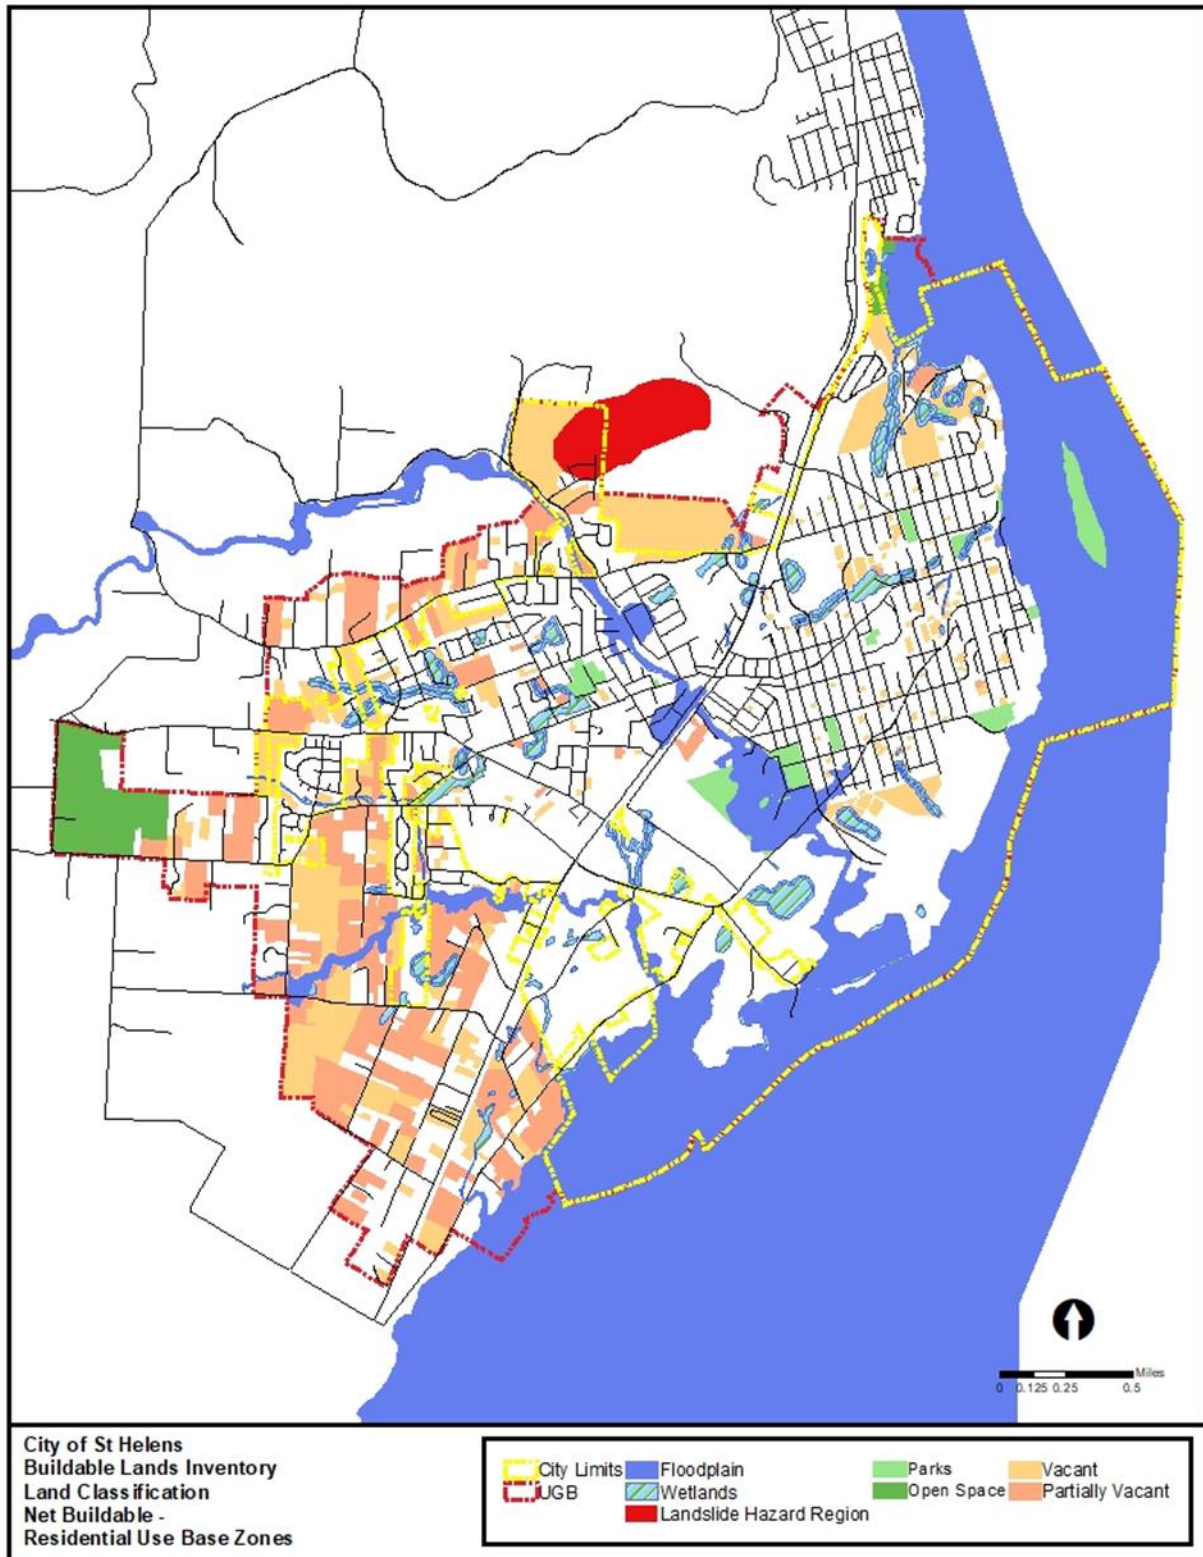 Miles
0 0.125 0.25 0.5
City of St Helens
Buildable Lands Inventory
Land Classification
Net Buildable -
Residential Use Base Zones
City Limits Floodplain Parks Vacant
UGB Wetlands Open Space Partially Vacant
Landslide Hazard Region